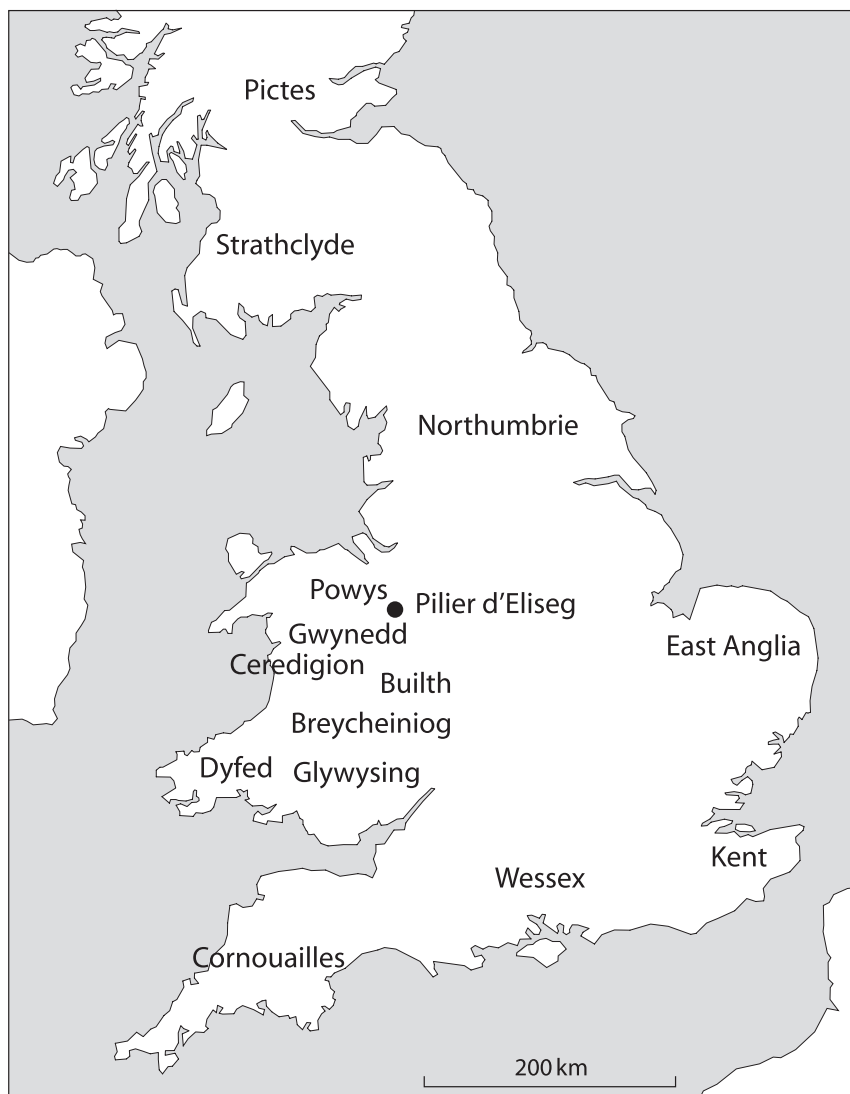 Pictes
Strathclyde
Northumbrie
Powys
Pilier d’Eliseg
Gwynedd
East Anglia
Ceredigion
Builth
Breycheiniog
Dyfed
Glywysing
Kent
Wessex
Cornouailles
200 km